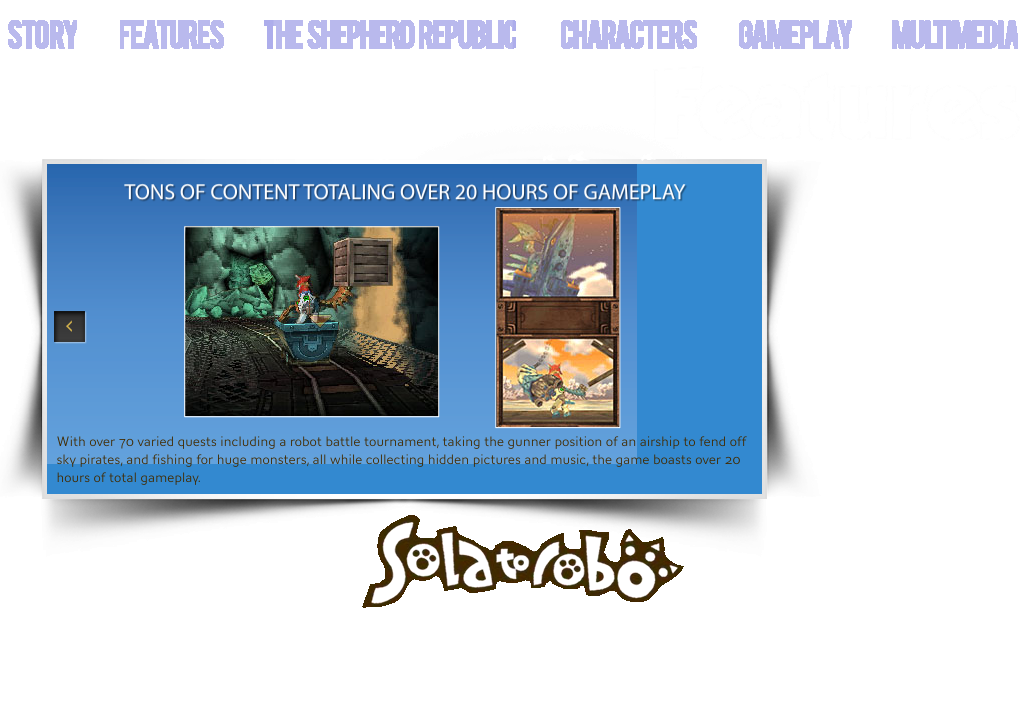 STORY FEATURES THE SHEPHERD REPUBLIC CHARACTERS GAMEPLAY MULTIMEDIA
TONS OF CONTENT TOTALING OVER 20 HOURS OF GAMEPLAY
With over 70 varied quests including a robot battle tournament, taking the gunner position of an airship to fend off
sky pirates, and fishing for huge monsters, all while collecting hidden pictures and music, the game boasts over 20
hours of total gameplay.
Solatorobo